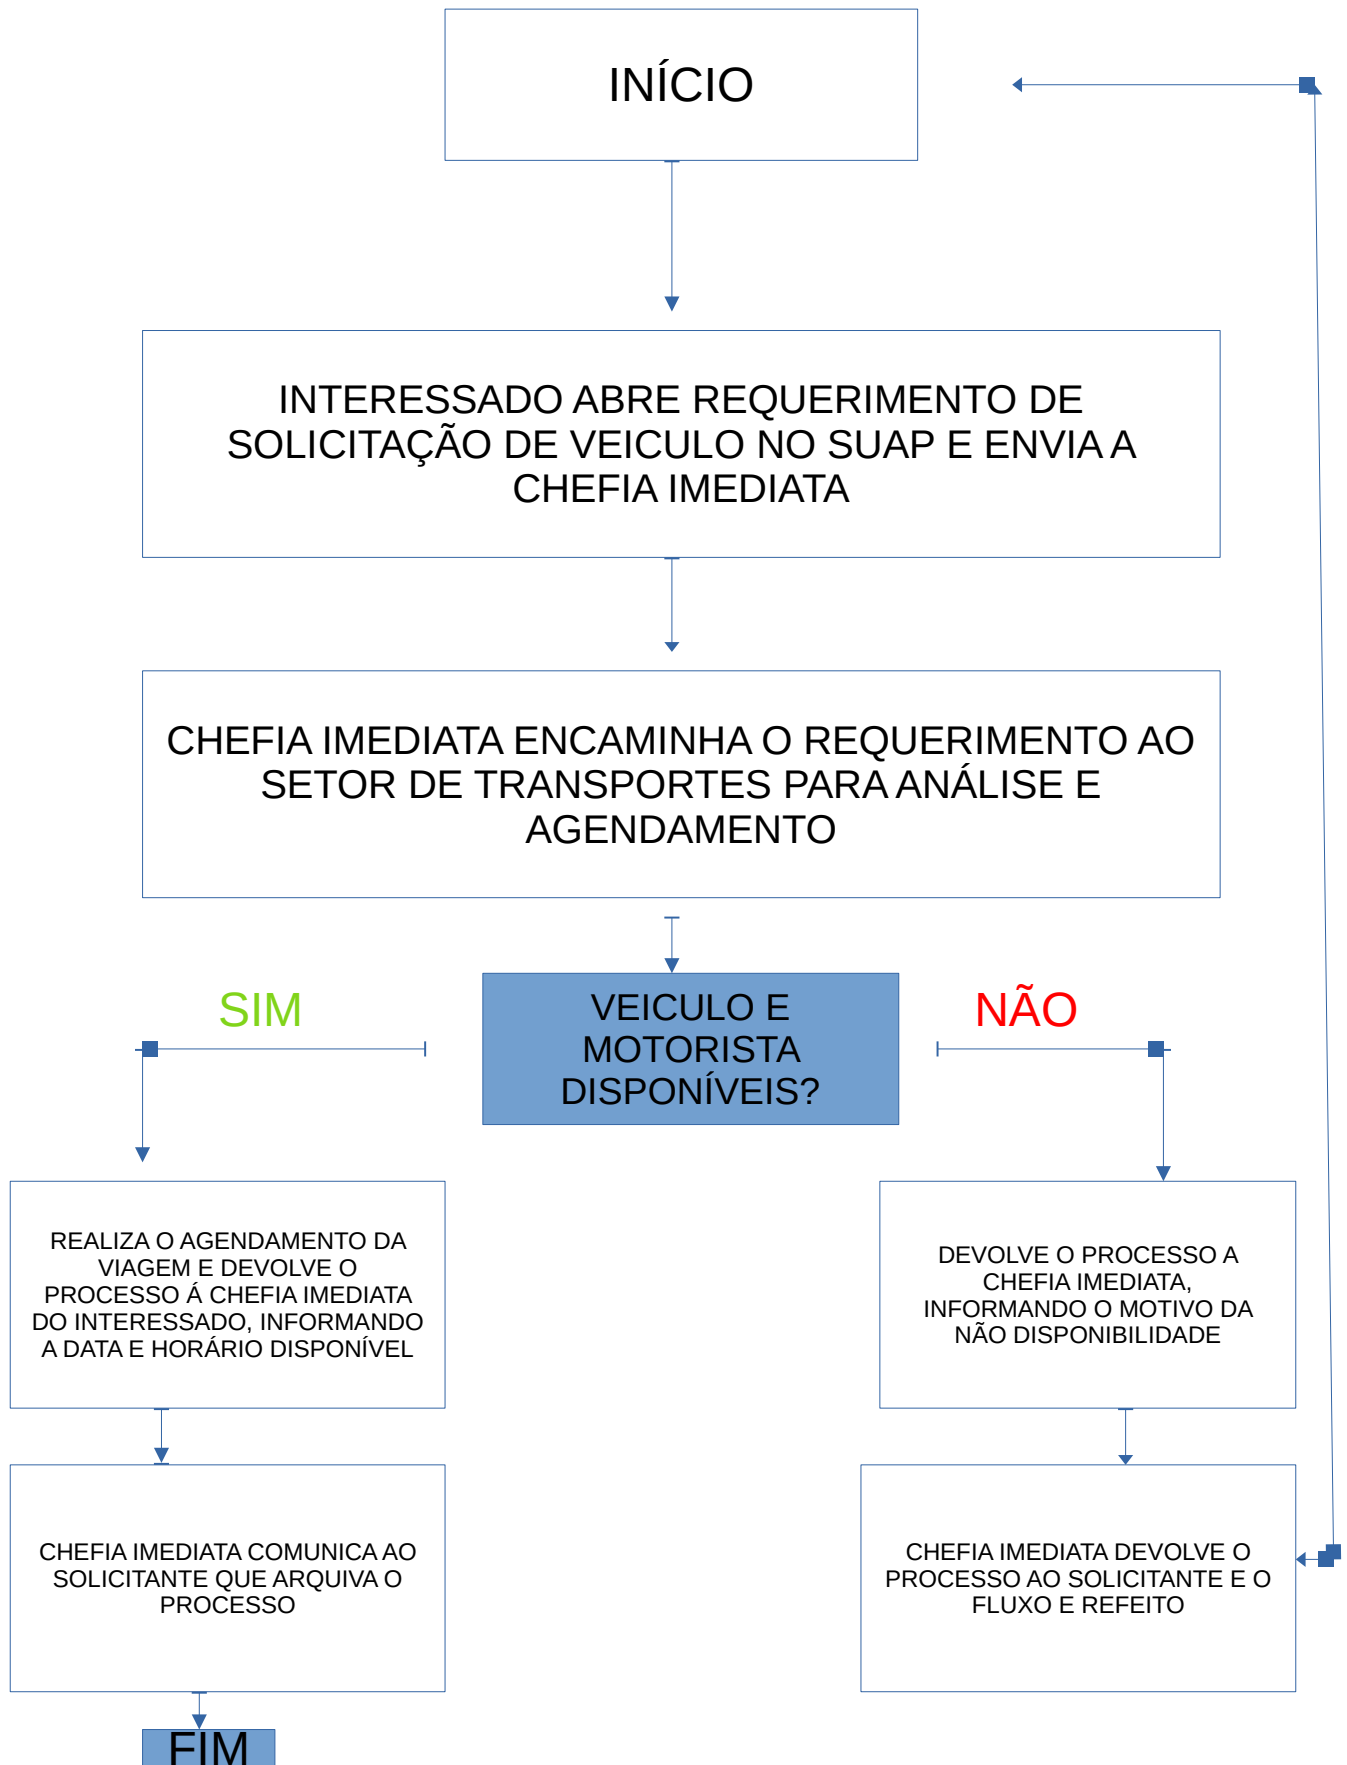 INÍCIO
INTERESSADO ABRE REQUERIMENTO DE
SOLICITAÇÃO DE VEICULO NO SUAP E ENVIA A
CHEFIA IMEDIATA
CHEFIA IMEDIATA ENCAMINHA O REQUERIMENTO AO
SETOR DE TRANSPORTES PARA ANÁLISE E
AGENDAMENTO
SIM
VEICULO E
MOTORISTA
DISPONÍVEIS?
NÃO
REALIZA O AGENDAMENTO DA
VIAGEM E DEVOLVE O
PROCESSO Á CHEFIA IMEDIATA
DO INTERESSADO, INFORMANDO
A DATA E HORÁRIO DISPONÍVEL
DEVOLVE O PROCESSO A
CHEFIA IMEDIATA,
INFORMANDO O MOTIVO DA
NÃO DISPONIBILIDADE
CHEFIA IMEDIATA COMUNICA AO
SOLICITANTE QUE ARQUIVA O
PROCESSO
CHEFIA IMEDIATA DEVOLVE O
PROCESSO AO SOLICITANTE E O
FLUXO E REFEITO
FIM